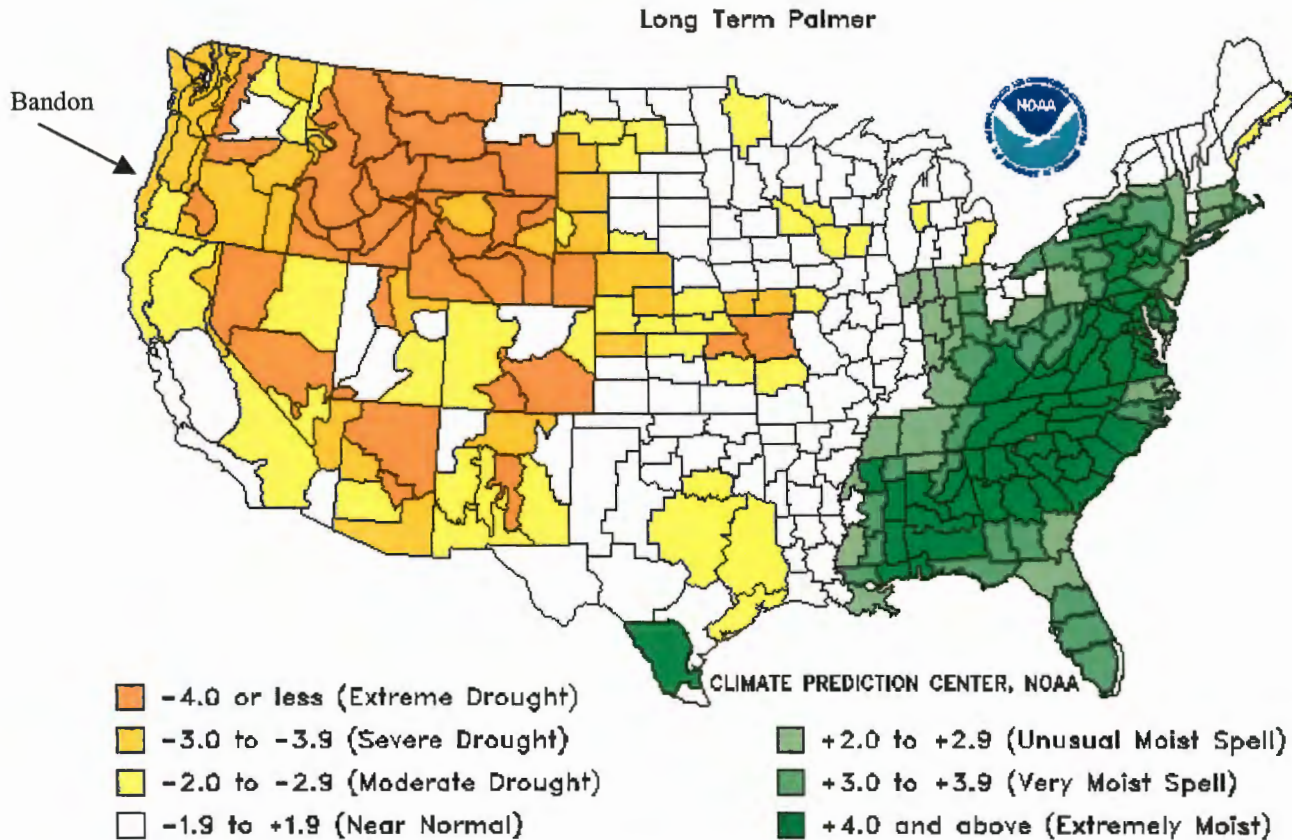 Long Term Palmer
Bandon
NOAA
CLIMATE PREDICTION CENTER, NOAA
-4.0 or less (Extreme Drought)
-3.0 to -3.9 (Severe Drought)
-2.0 to -2.9 (Moderate Drought)
-1.9 to +1.9 (Near Normal)
+2.0 to +2.9 (Unusual Moist Spell)
+3.0 to +3.9 (Very Moist Spell)
+4.0 and above (Extremely Moist)